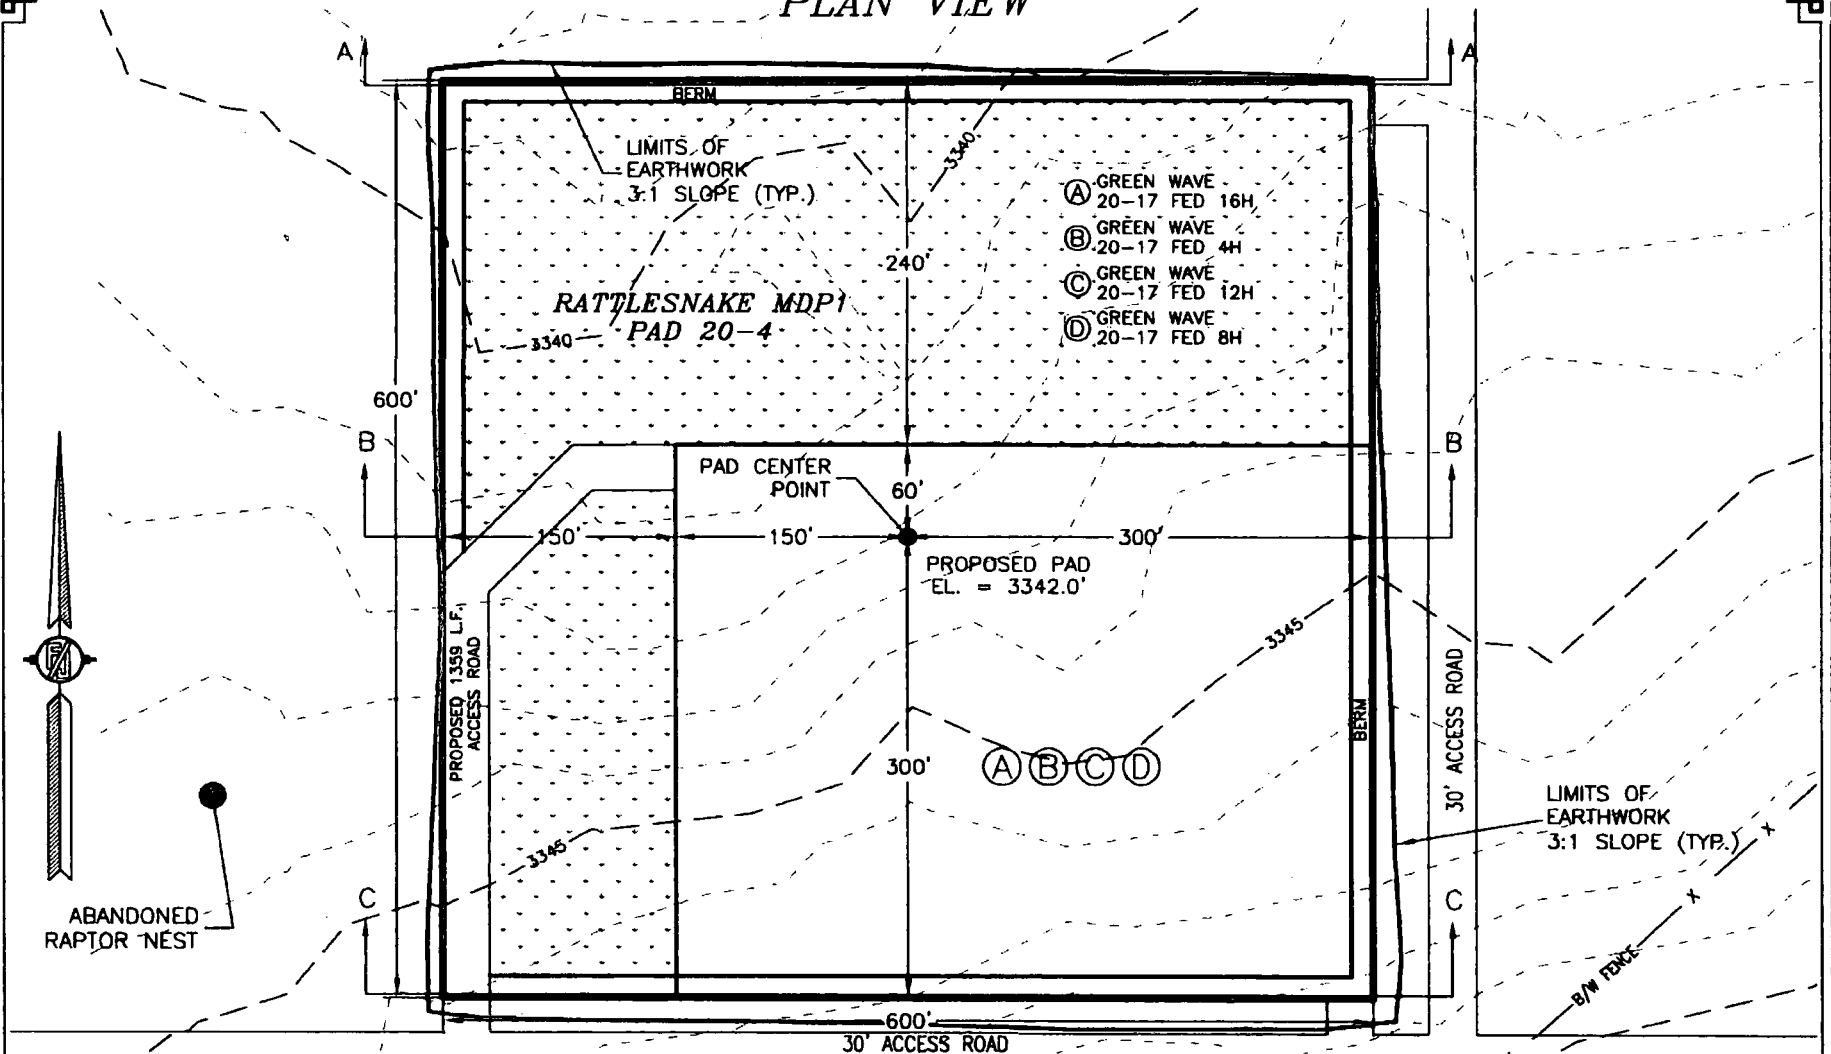 PLAN VIEW
A
A
BERM
LIMITS OF
EARTHWORK
3:1 SLOPE (TYP.)
3340
A GREEN WAVE
20-17 FED 16H
B GREEN WAVE
20-17 FED 4H
C GREEN WAVE
20-17 FED 12H
D GREEN WAVE
20-17 FED 8H
240'
RATTLESNAKE MDP1
PAD 20-4
3340
600'
B
B
PAD CENTER
POINT
60'
150'
150'
300'
PROPOSED PAD
EL. = 3342.0'
PROPOSED 1359 L.F.
ACCESS ROAD
3345
30' ACCESS ROAD
BERM
300'
A B C D
LIMITS OF
EARTHWORK
3:1 SLOPE (TYP.)
3345
X
X
C
C
ABANDONED
RAPTOR NEST
B/W FENCE
600'
30' ACCESS ROAD